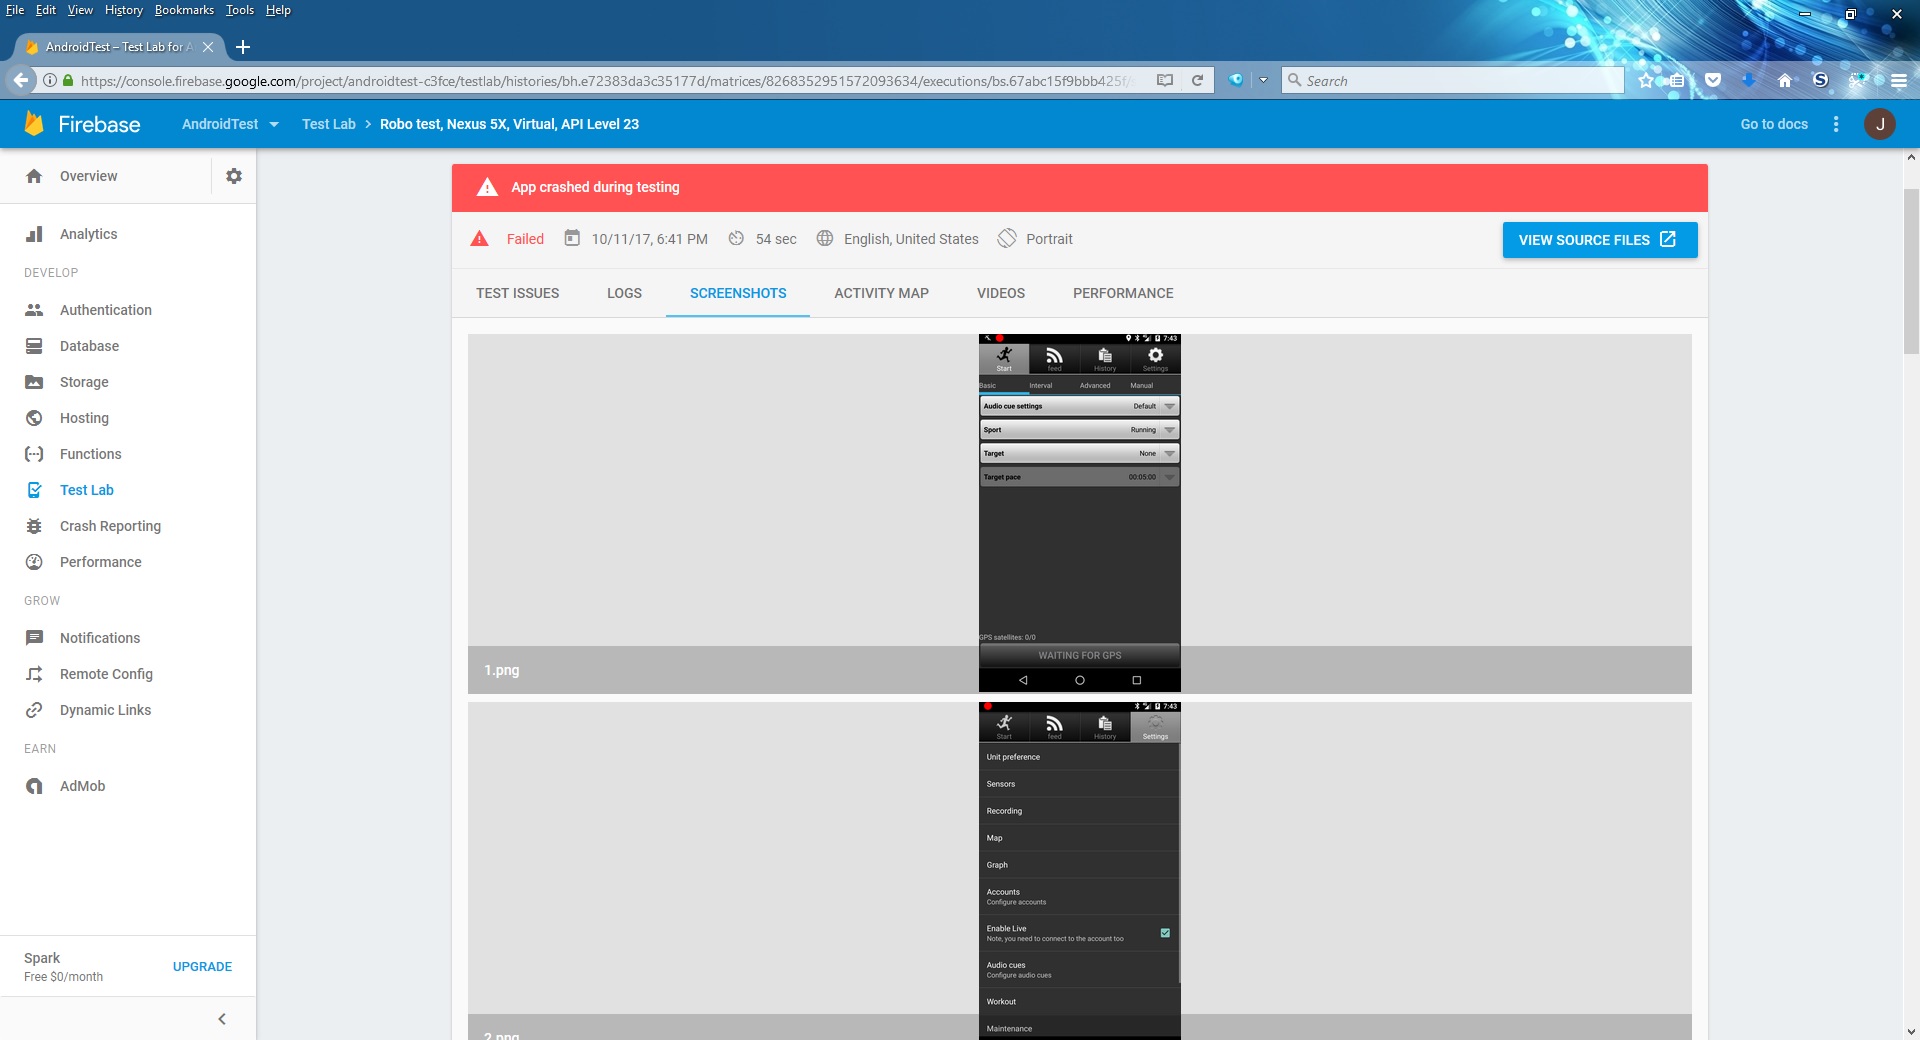 File Edit View History Bookmarks Tools Help
AndroidTest – Test Lab for A
https://console.firebase.google.com/project/androidtest-c3fce/testlab/histories/bh.e72383da3c35177d/matrices/8268352951572093634/executions/bs.67abc15f9bbb425f/
Search
Firebase
AndroidTest
Test Lab > Robo test, Nexus 5X, Virtual, API Level 23
Go to docs
J
Overview
Analytics
DEVELOP
Authentication
Database
Storage
Hosting
Functions
Test Lab
Crash Reporting
Performance
GROW
Notifications
Remote Config
Dynamic Links
EARN
AdMob
Spark
Free $0/month
UPGRADE
App crashed during testing
Failed 10/11/17, 6:41 PM 54 sec English, United States Portrait
VIEW SOURCE FILES
TEST ISSUES LOGS SCREENSHOTS ACTIVITY MAP VIDEOS PERFORMANCE
7:43
Start feed History Settings
Basic Interval Advanced Manual
Audio cue settings Default
Sport Running
Target None
Target pace 00:05:00
GPS satellites: 0/0
WAITING FOR GPS
1.png
7:43
Start feed History Settings
Unit preference
Sensors
Recording
Map
Graph
Accounts
Configure accounts
Enable Live
Note, you need to connect to the account too
Audio cues
Configure audio cues
Workout
Maintenance
2.png